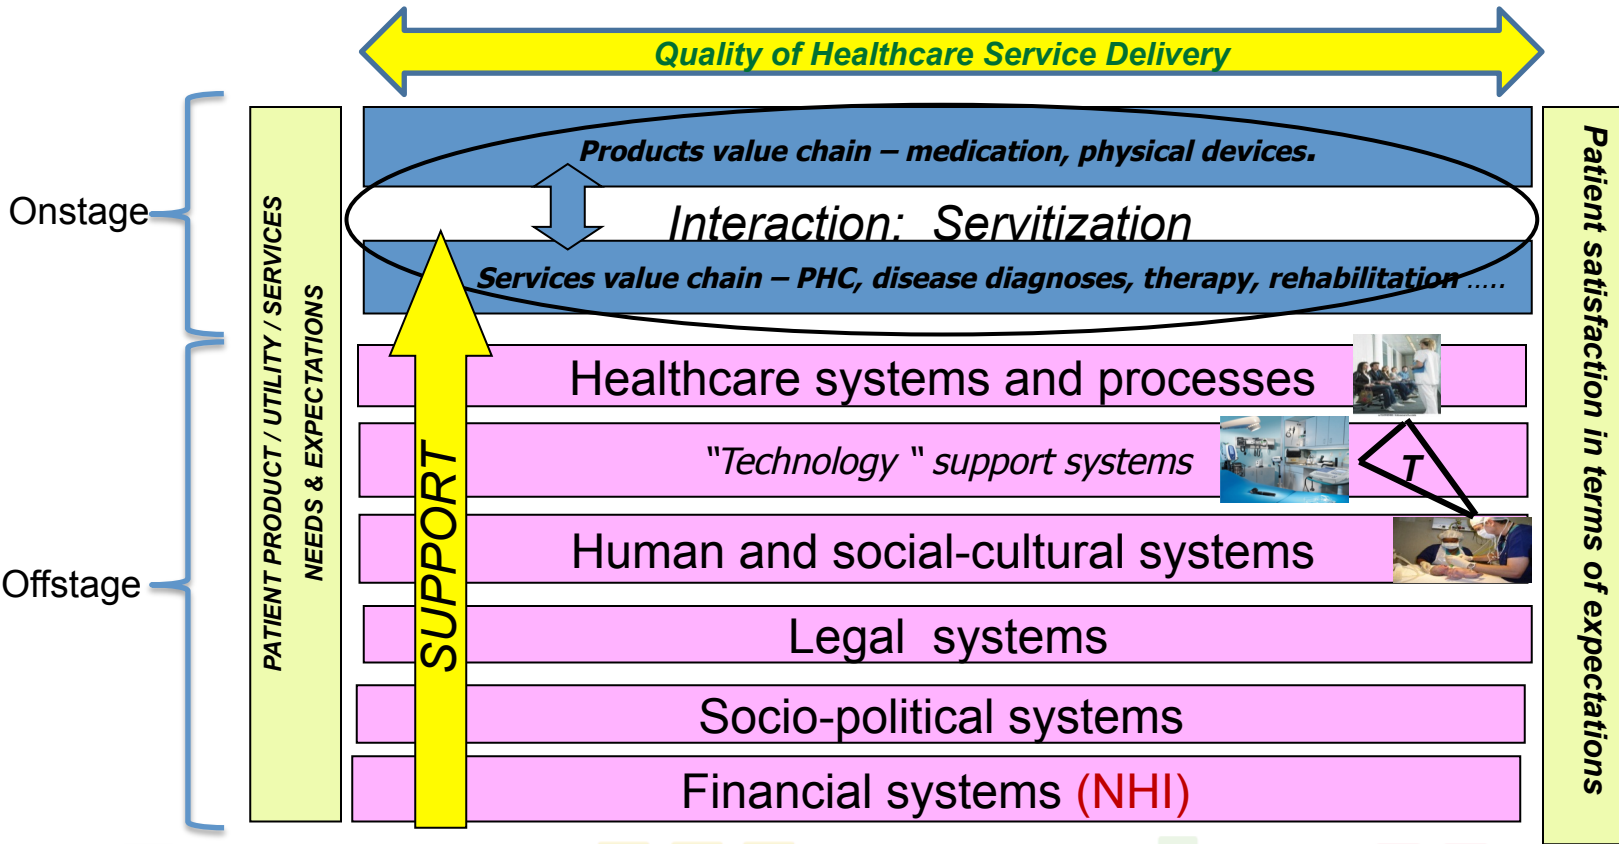 Quality of Healthcare Service Delivery
Onstage
Offstage
PATIENT PRODUCT / UTILITY / SERVICES
NEEDS & EXPECTATIONS
Products value chain – medication, physical devices.
Interaction:  Servitization
Services value chain – PHC, disease diagnoses, therapy, rehabilitation .....
SUPPORT
Healthcare systems and processes
“Technology “ support systems
T
Human and social-cultural systems
Legal  systems
Socio-political systems
Financial systems (NHI)
Patient satisfaction in terms of expectations